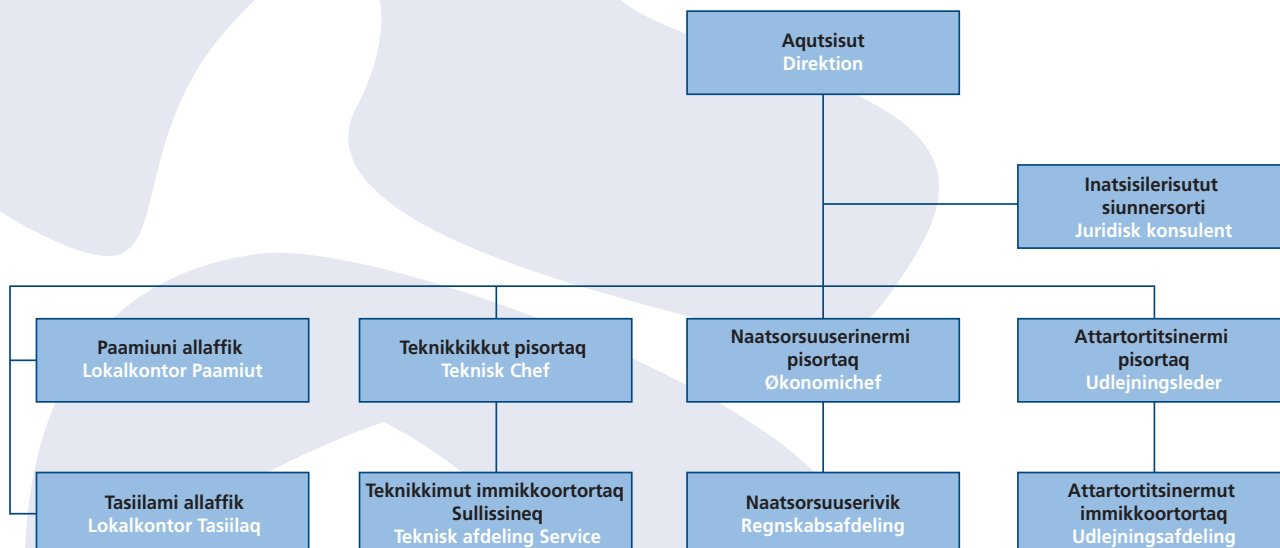 Aqutsisut
Direktion
Inatsisilerisutut
siunnersorti
Juridisk konsulent
Paamiuni allaffik
Lokalkontor Paamiut
Teknikkikkut pisortaq
Teknisk Chef
Naatsorsuuserinermi
pisortaq
Økonomichef
Attartortitsinermi
pisortaq
Udlejningsleder
Tasiilami allaffik
Lokalkontor Tasiilaq
Teknikkimut immikkoortortaq
Sullissineq
Teknisk afdeling Service
Naatsorsuuserivik
Regnskabsafdeling
Attartortitsinermut
immikkoortortaq
Udlejningsafdeling